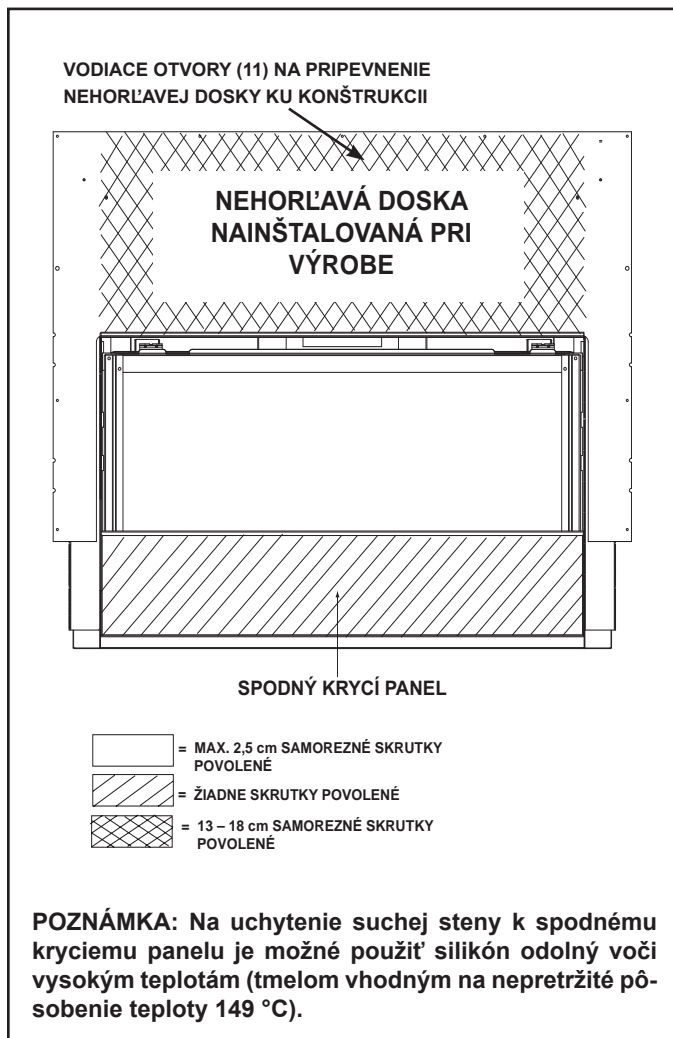 VODIACE OTVORY (11) NA PRIPEVNENIE
NEHORĽAVEJ DOSKY KU KONŠTRUKCII
NEHORĽAVÁ DOSKA
NAINŠTALOVANÁ PRI
VÝROBE
SPODNÝ KRYCÍ PANEL
= MAX. 2,5 cm SAMOREZNÉ SKRUTKY
POVOLENÉ
= ŽIADNE SKRUTKY POVOLENÉ
= 13 – 18 cm SAMOREZNÉ SKRUTKY
POVOLENÉ
POZNÁMKA: Na uchytenie suchej steny k spodnému
kryciemu panelu je možné použiť silikón odolný voči
vysokým teplotám (tmelom vhodným na nepretržité pô-
sobenie teploty 149 °C).